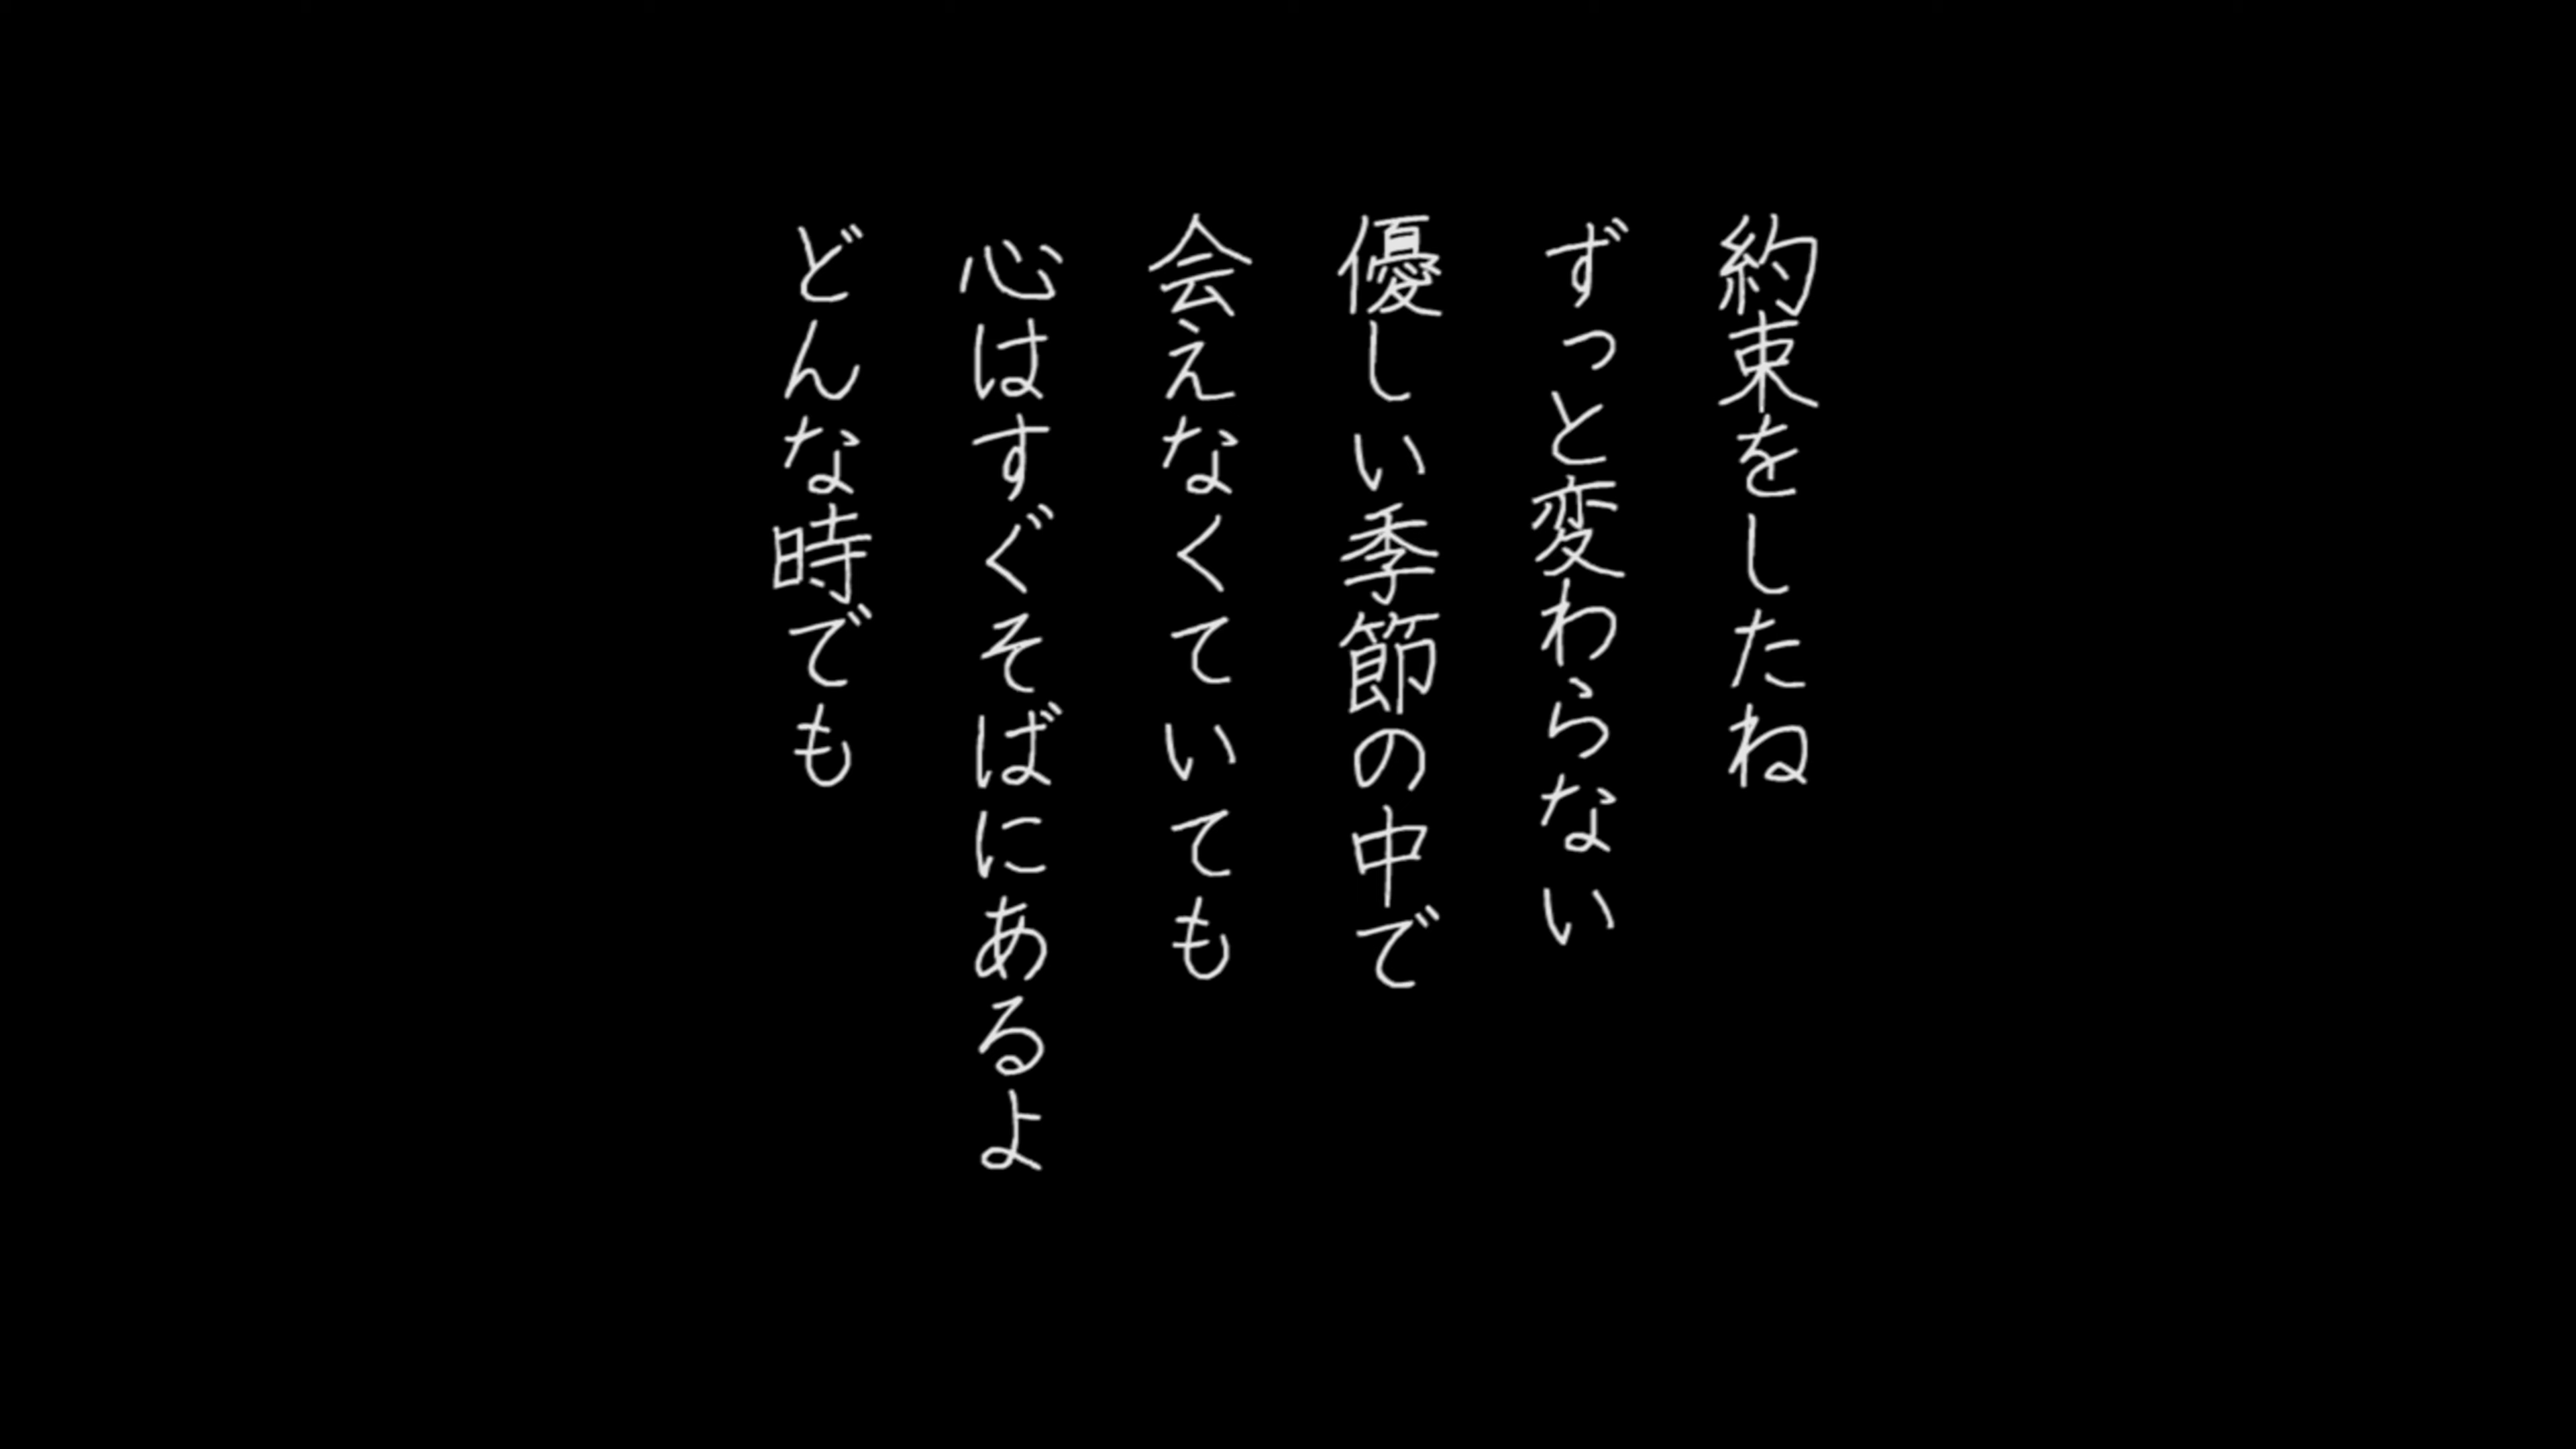 約束をしたね
ずっと変わらない
優しい季節の中で
会えなくていても
心はすぐそばにあるよ
どんな時でも